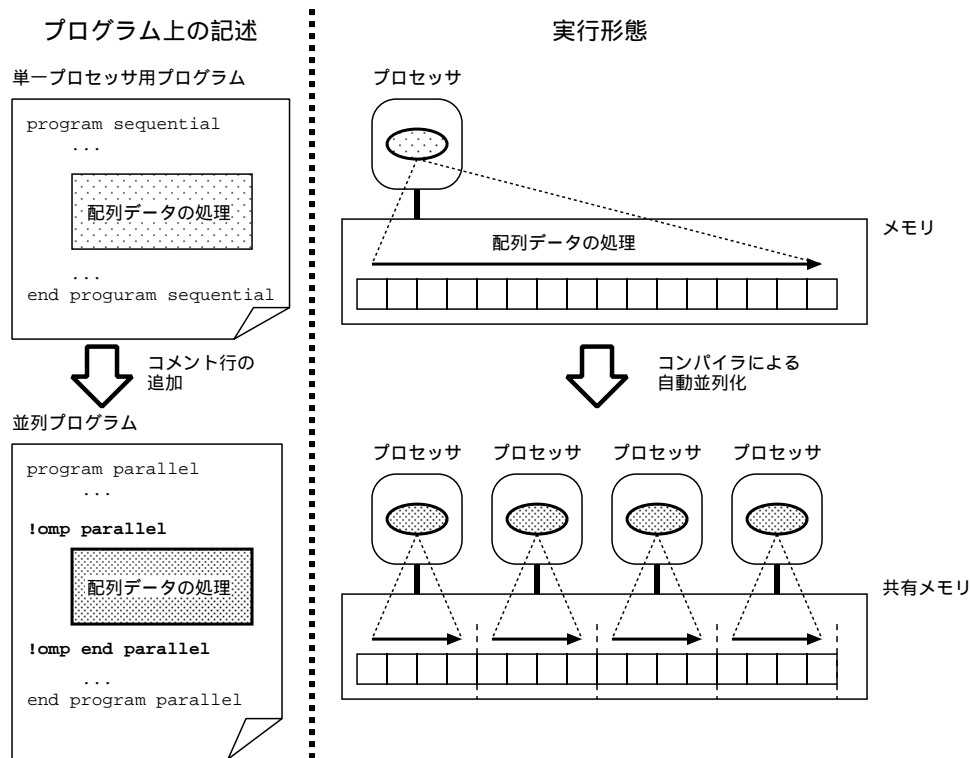 プログラム上の記述
単一プロセッサ用プログラム
program sequential
...
配列データの処理
...
end proguram sequential
コメント行の
追加
並列プログラム
program parallel
...
!omp parallel
配列データの処理
!omp end parallel
...
end program parallel
実行形態
プロセッサ
メモリ
配列データの処理
コンパイラによる
自動並列化
プロセッサ プロセッサ プロセッサ プロセッサ
共有メモリ